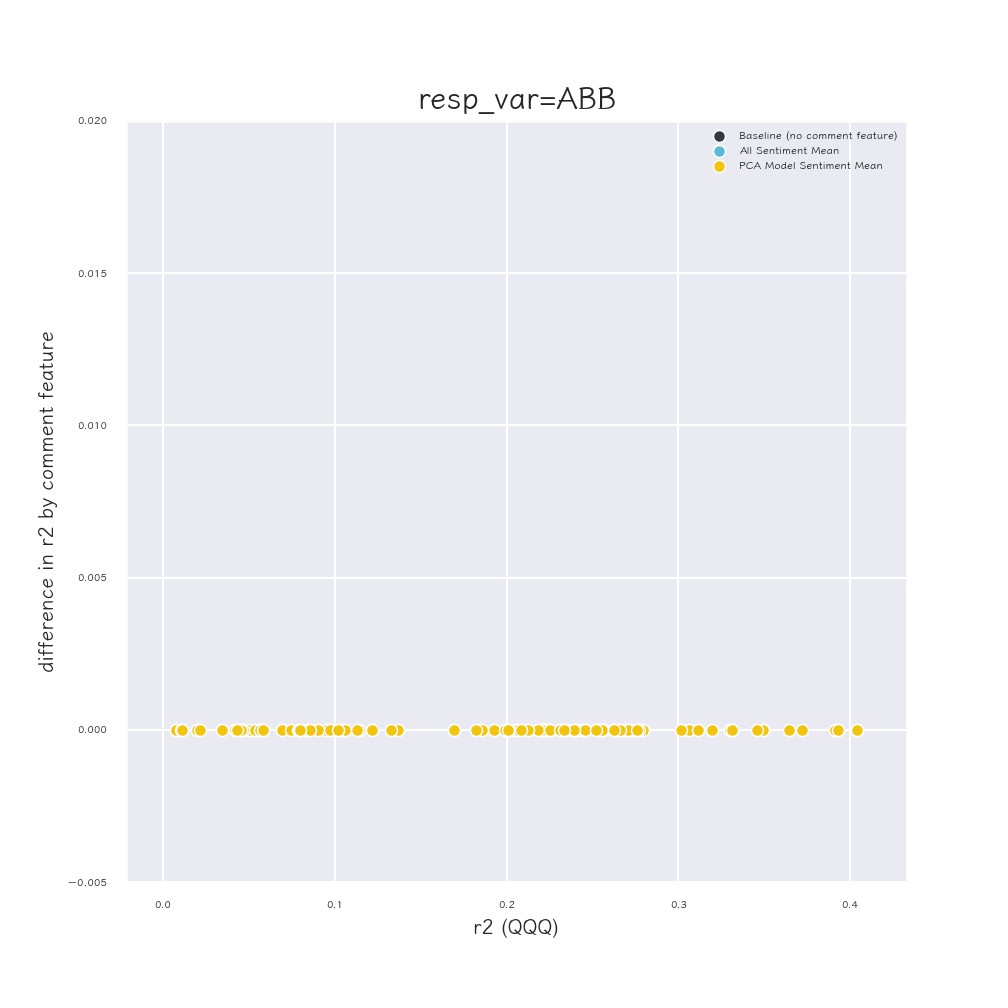 resp_var=ABB
0.020
0.015
0.010
0.005
0.000
−0.005
difference in r2 by comment feature
Baseline (no comment feature)
All Sentiment Mean
PCA Model Sentiment Mean
0.0 0.1 0.2 0.3 0.4
r2 (QQQ)